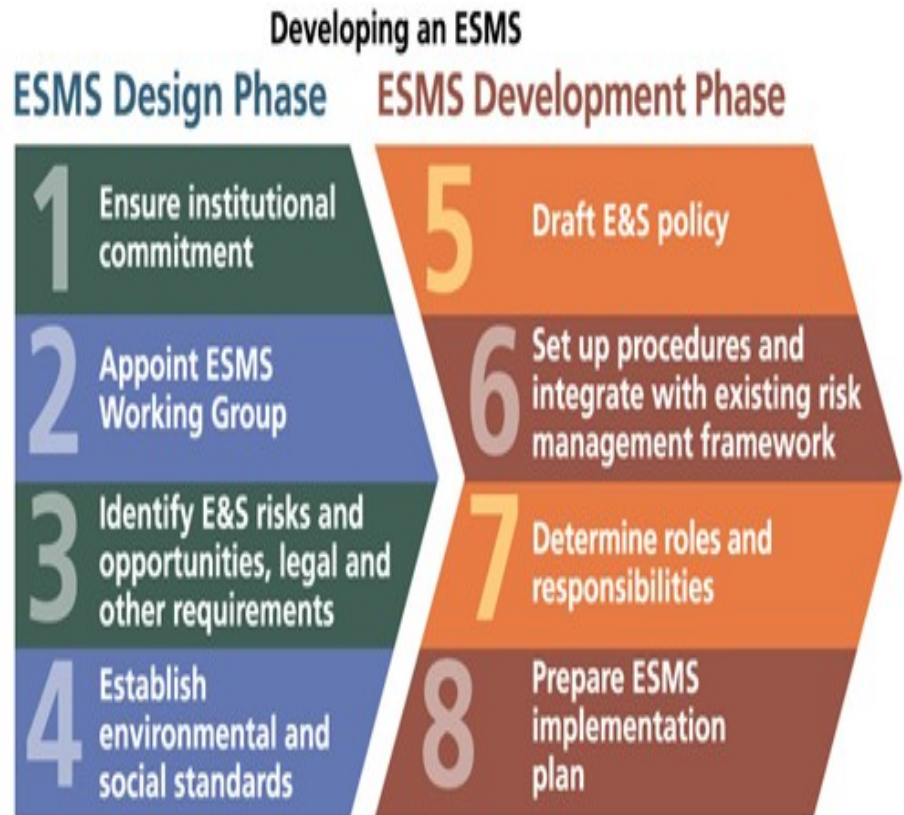 Developing an ESMS
ESMS Design Phase
1
Ensure institutional
commitment
2
Appoint ESMS
Working Group
3
Identify E&S risks and
opportunities, legal and
other requirements
4
Establish
environmental and
social standards
ESMS Development Phase
5
Draft E&S policy
6
Set up procedures and
integrate with existing risk
management framework
7
Determine roles and
responsibilities
8
Prepare ESMS
implementation
plan